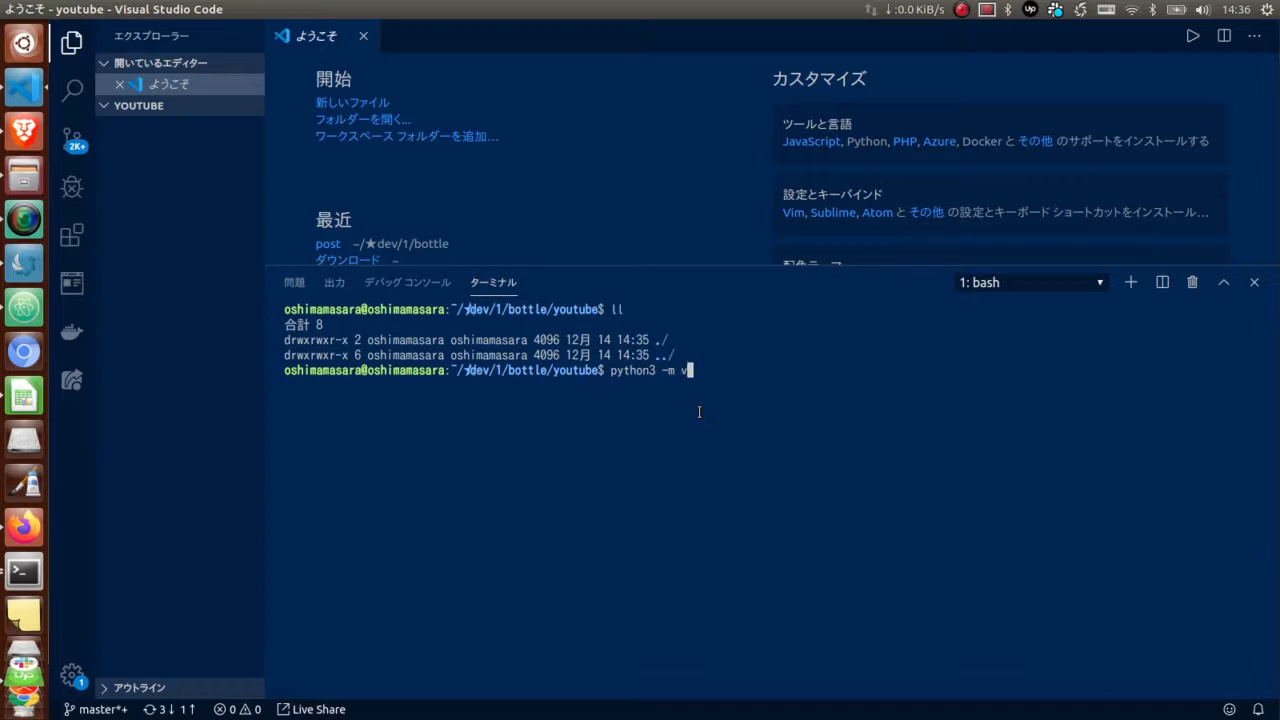 ようこそ - youtube - Visual Studio Code
↓:0.0 KiB/s
Up
14:36
エクスプローラー
開いているエディター
ようこそ
YOUTUBE
2K+
アウトライン
1
ようこそ
開始
新しいファイル
フォルダーを開く...
ワークスペース フォルダーを追加...
最近
post ~/★dev/1/bottle
ダウンロード ~
カスタマイズ
ツールと言語
JavaScript, Python, PHP, Azure, Docker と その他 のサポートをインストールする
設定とキーバインド
Vim, Sublime, Atom と その他 の設定とキーボード ショートカットをインストール...
配色テーマ
問題 出力 デバッグ コンソール ターミナル
1: bash
oshimamasara@oshimamasara:~/★dev/1/bottle/youtube$ ll
合計 8
drwxrwxr-x 2 oshimamasara oshimamasara 4096 12月 14 14:35 ./
drwxrwxr-x 6 oshimamasara oshimamasara 4096 12月 14 14:35 ../
oshimamasara@oshimamasara:~/★dev/1/bottle/youtube$ python3 -m v
master*+ 3↓ 1↑ 0 0 Live Share